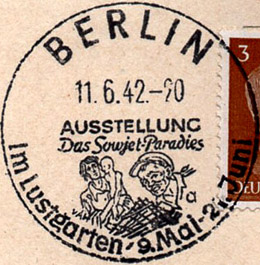 BERLIN
11.6.42.-20
AUSSTELLUNG
Das Sowjet-Paradies
a
Im Lustgarten-9.Mai-21.Juni
3